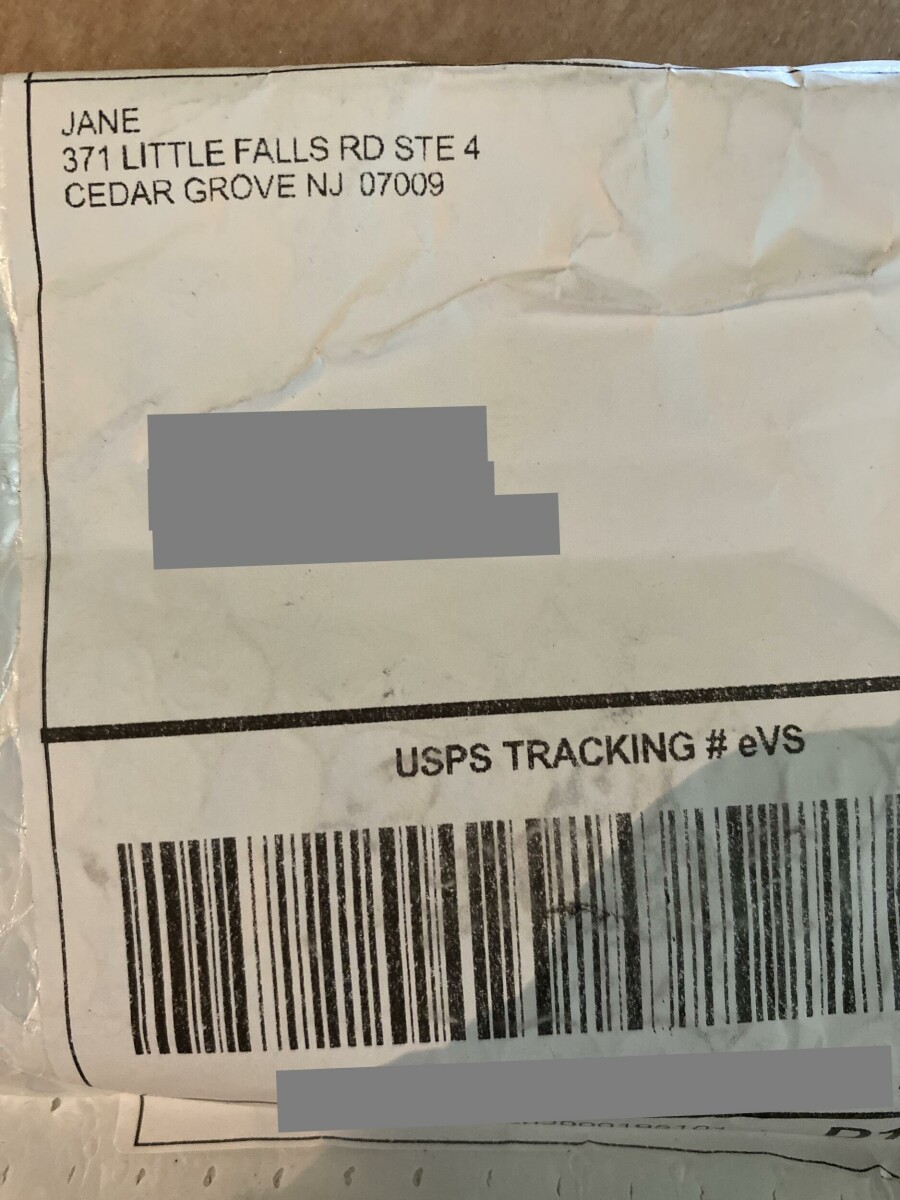 JANE
371 LITTLE FALLS RD STE 4
CEDAR GROVE NJ 07009
USPS TRACKING # eVS